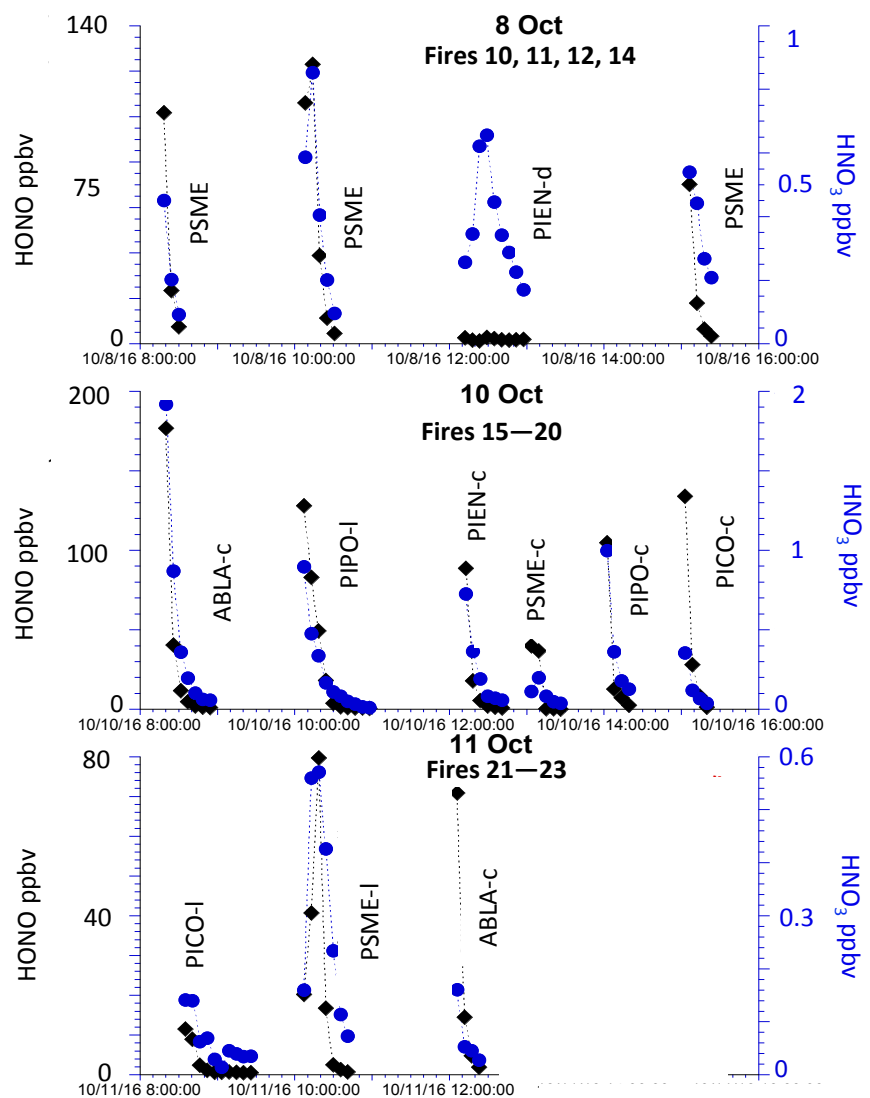 8 Oct
Fires 10, 11, 12, 14
140
75
0
HONO ppbv
1
0.5
0
HNO3 ppbv
PSME
PSME
PIEN-d
PSME
10/8/16 8:00:00
10/8/16 10:00:00
10/8/16 12:00:00
10/8/16 14:00:00
10/8/16 16:00:00
10 Oct
Fires 15—20
200
100
0
HONO ppbv
2
1
0
HNO3 ppbv
ABLA-c
PIPO-l
PIEN-c
PSME-c
PIPO-c
PICO-c
10/10/16 8:00:00
10/10/16 10:00:00
10/10/16 12:00:00
10/10/16 14:00:00
10/10/16 16:00:00
11 Oct
Fires 21—23
80
40
0
HONO ppbv
0.6
0.3
0
HNO3 ppbv
PICO-l
PSME-l
ABLA-c
10/11/16 8:00:00
10/11/16 10:00:00
10/11/16 12:00:00